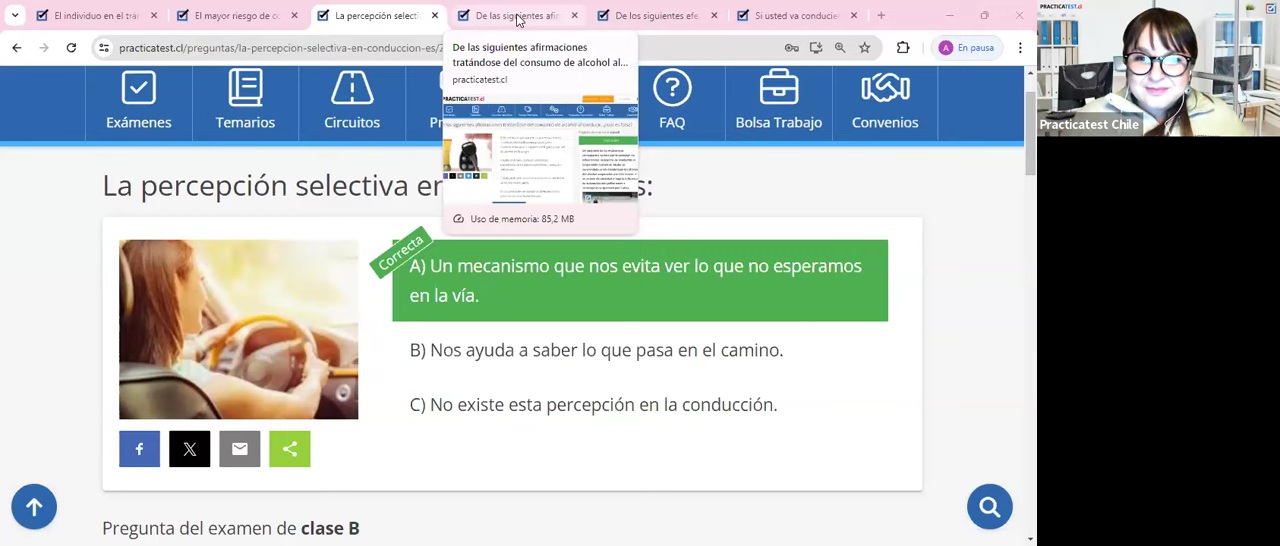 El individuo en el trán
El mayor riesgo de co
La percepción selecti
De las siguientes afir
De los siguientes efe
Si usted va conducie
practicatest.cl/preguntas/la-percepcion-selectiva-en-conduccion-es/2
En pausa
De las siguientes afirmaciones
tratándose del consumo de alcohol al...
practicatest.cl
Uso de memoria: 85,2 MB
PRACTICATEST.cl
Practicatest Chile
Exámenes
Temarios
Circuitos
FAQ
Bolsa Trabajo
Convenios
La percepción selectiva en
s:
Correcta
A) Un mecanismo que nos evita ver lo que no esperamos
en la vía.
B) Nos ayuda a saber lo que pasa en el camino.
C) No existe esta percepción en la conducción.
Pregunta del examen de clase B